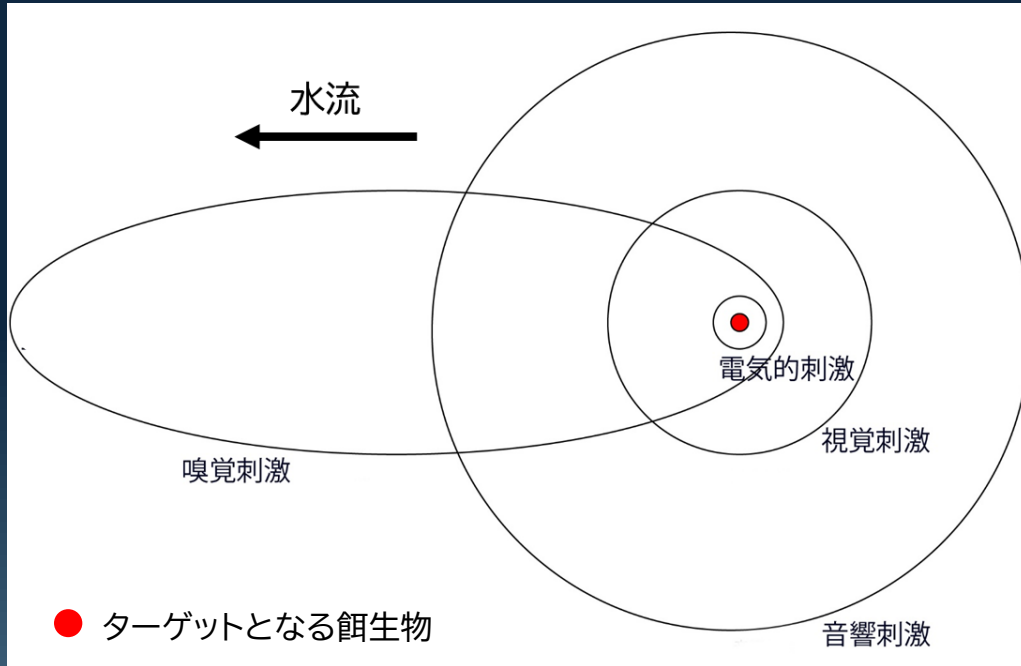 水流
電気的刺激
視覚刺激
嗅覚刺激
ターゲットとなる餌生物
音響刺激